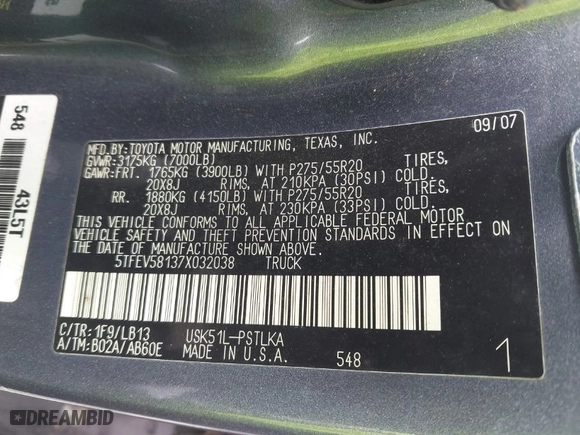 548
43L5T
09/07
MFD.BY:TOYOTA MOTOR MANUFACTURING, TEXAS, INC.
GVWR:3175KG (7000LB)
GAWR:FRT. 1765KG (3900LB) WITH P275/55R20 TIRES,
20X8J RIMS, AT 210KPA (30PSI) COLD.
RR. 1880KG (4150LB) WITH P275/55R20 TIRES,
20X8J RIMS, AT 230KPA (33PSI) COLD.
THIS VEHICLE CONFORMS TO ALL APPLICABLE FEDERAL MOTOR
VEHICLE SAFETY AND THEFT PREVENTION STANDARDS IN EFFECT ON
THE DATE OF MANUFACTURE SHOWN ABOVE.
5TFEV58137X032038 TRUCK
C/TR: 1F9/LB13 USK51L-PSTLKA
A/TM: B02A/AB60E MADE IN U.S.A. 548 1
DREAMBID